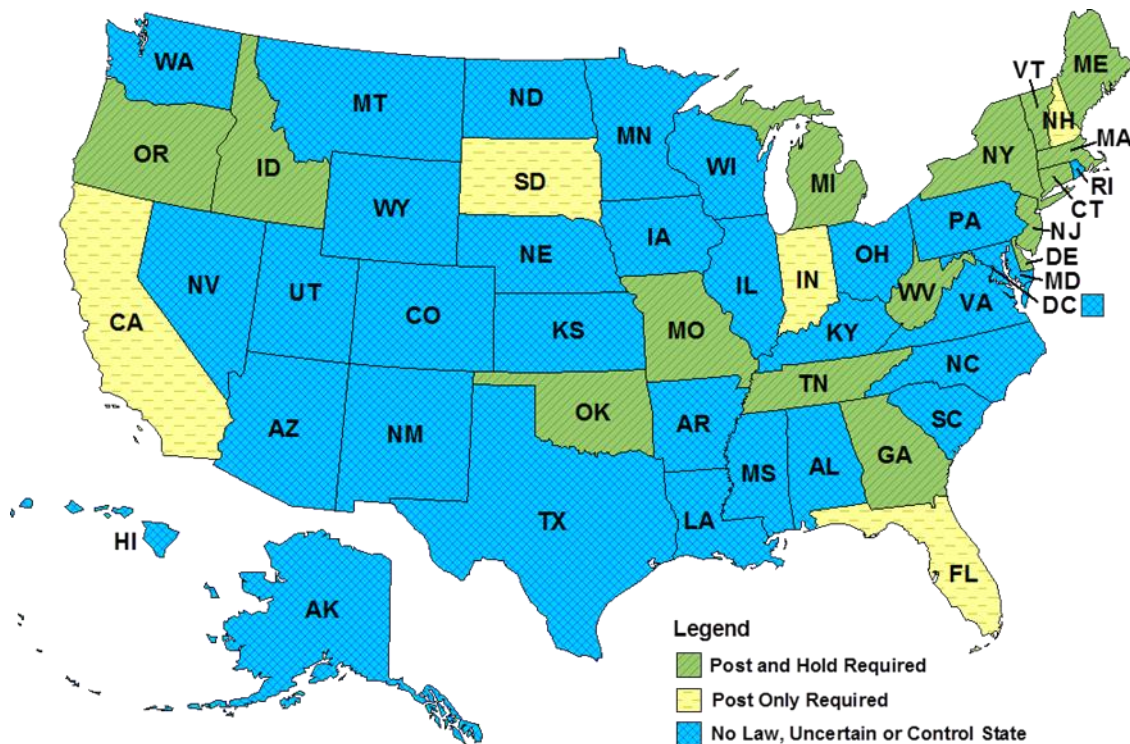 WA
MT
ND
MN
VT
ME
NH
MA
OR
ID
SD
WI
MI
NY
RI
CT
WY
NJ
PA
IA
NE
DE
OH
MD
IN
IL
NV
UT
WV
VA
DC
CO
CA
KS
MO
KY
NC
TN
OK
AZ
NM
AR
SC
GA
MS
AL
TX
LA
HI
FL
AK
Legend
Post and Hold Required
Post Only Required
No Law, Uncertain or Control State